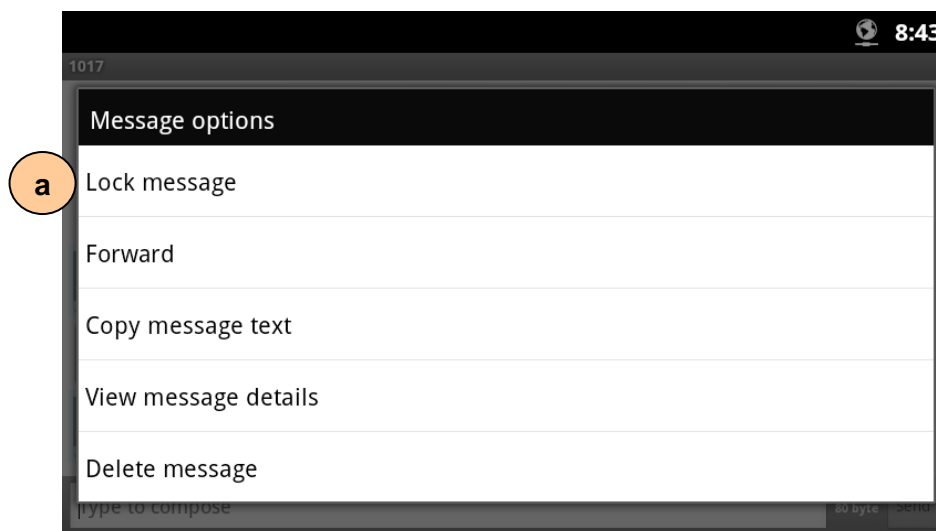 8:43
1017
Message options
a
Lock message
Forward
Copy message text
View message details
Delete message
Type to compose
80 byte
Send